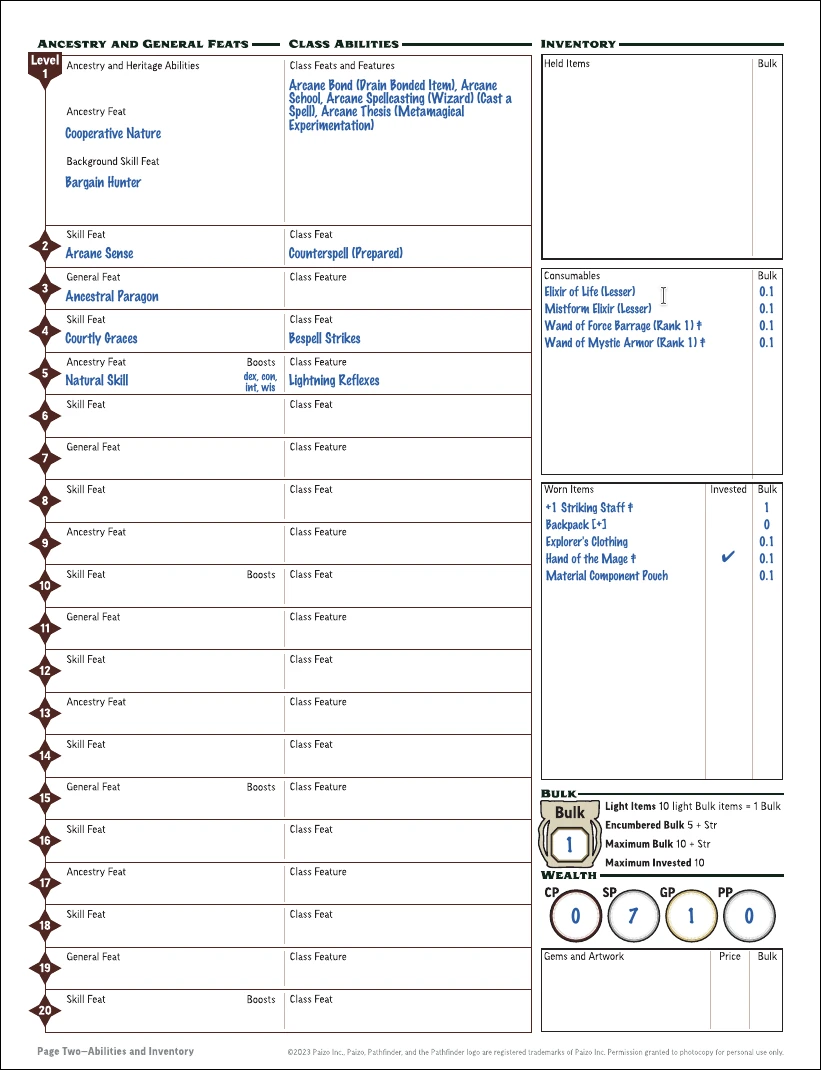 Ancestry and General Feats
Level
1
Ancestry and Heritage Abilities
Ancestry Feat
Cooperative Nature
Background Skill Feat
Bargain Hunter
2
Skill Feat
Arcane Sense
3
General Feat
Ancestral Paragon
4
Skill Feat
Courtly Graces
5
Ancestry Feat Boosts
Natural Skill dex, con,
int, wis
6
Skill Feat
7
General Feat
8
Skill Feat
9
Ancestry Feat
10
Skill Feat Boosts
11
General Feat
12
Skill Feat
13
Ancestry Feat
14
Skill Feat
15
General Feat Boosts
16
Skill Feat
17
Ancestry Feat
18
Skill Feat
19
General Feat
20
Skill Feat Boosts
Class Abilities
Class Feats and Features
Arcane Bond (Drain Bonded Item), Arcane
School, Arcane Spellcasting (Wizard) (Cast a
Spell), Arcane Thesis (Metamagical
Experimentation)
Class Feat
Counterspell (Prepared)
Class Feature
Class Feat
Bespell Strikes
Class Feature
Lightning Reflexes
Class Feat
Class Feature
Class Feat
Class Feature
Class Feat
Class Feature
Class Feat
Class Feature
Class Feat
Class Feature
Class Feat
Class Feature
Class Feat
Class Feature
Class Feat
Inventory
Held Items Bulk
Consumables Bulk
Elixir of Life (Lesser) 0.1
Mistform Elixir (Lesser) 0.1
Wand of Force Barrage (Rank 1) ‡ 0.1
Wand of Mystic Armor (Rank 1) ‡ 0.1
Worn Items Invested Bulk
+1 Striking Staff ‡ 1
Backpack [+] 0
Explorer's Clothing 0.1
Hand of the Mage ‡ ✔ 0.1
Material Component Pouch 0.1
Bulk
Bulk
1
Light Items 10 light Bulk items = 1 Bulk
Encumbered Bulk 5 + Str
Maximum Bulk 10 + Str
Maximum Invested 10
Wealth
CP SP GP PP
0 7 1 0
Gems and Artwork Price Bulk
Page Two—Abilities and Inventory
©2023 Paizo Inc., Paizo, Pathfinder, and the Pathfinder logo are registered trademarks of Paizo Inc. Permission granted to photocopy for personal use only.